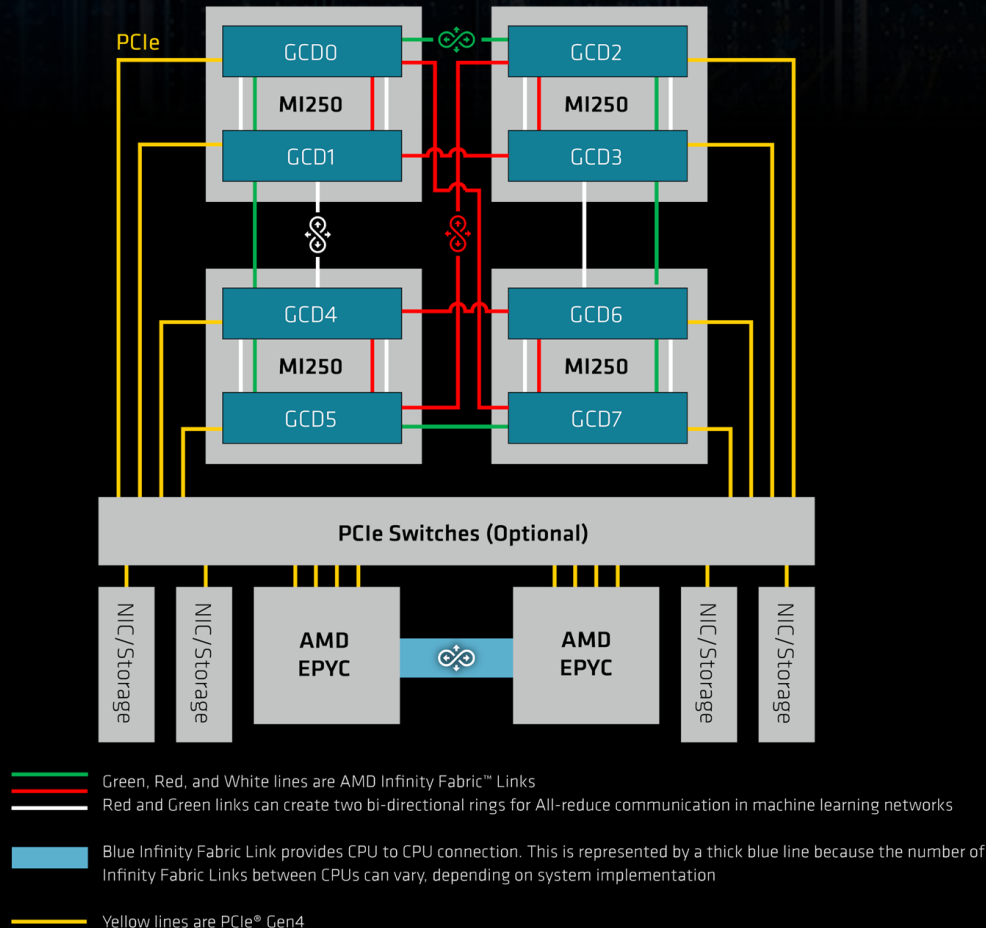 PCIe
GCD0
GCD2
MI250
MI250
GCD1
GCD3
GCD4
GCD6
MI250
MI250
GCD5
GCD7
PCIe Switches (Optional)
NIC/Storage
NIC/Storage
AMD
EPYC
AMD
EPYC
NIC/Storage
NIC/Storage
Green, Red, and White lines are AMD Infinity Fabric™ Links
Red and Green links can create two bi-directional rings for All-reduce communication in machine learning networks
Blue Infinity Fabric Link provides CPU to CPU connection. This is represented by a thick blue line because the number of
Infinity Fabric Links between CPUs can vary, depending on system implementation
Yellow lines are PCIe® Gen4